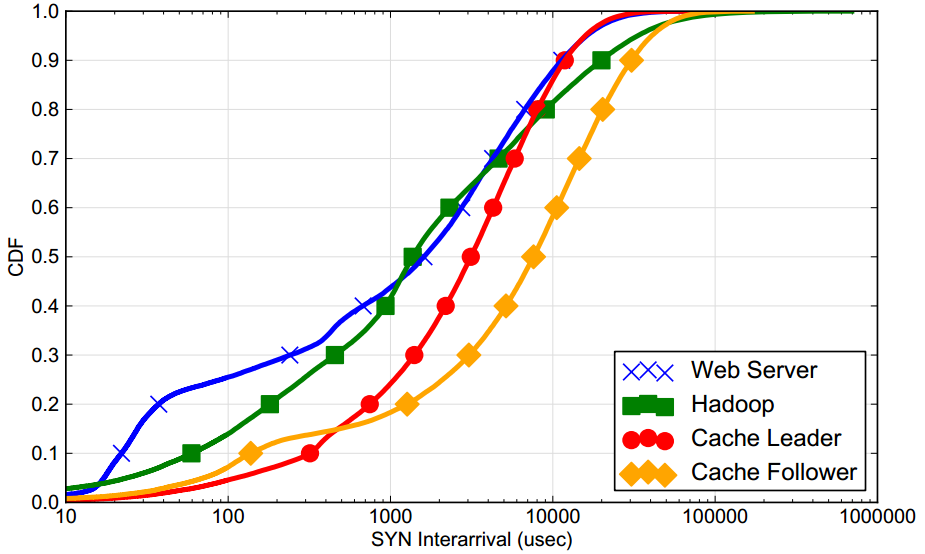 1.0
0.9
0.8
0.7
0.6
0.5
0.4
0.3
0.2
0.1
0.0
CDF
10 100 1000 10000 100000 1000000
SYN Interarrival (usec)
Web Server
Hadoop
Cache Leader
Cache Follower